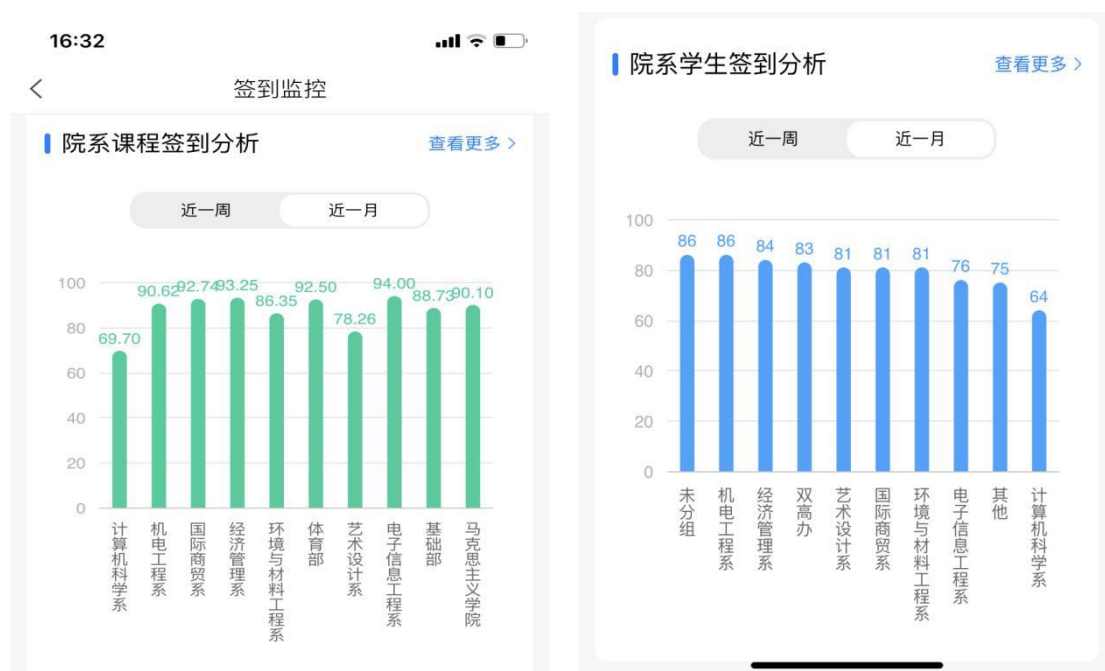 16:32
签到监控
院系课程签到分析
查看更多 >
近一周
近一月
100
80
60
40
20
0
69.70
90.62
92.74
93.25
86.35
92.50
78.26
94.00
88.73
90.10
计算机科学系
机电工程系
国际商贸系
经济管理系
环境与材料工程系
体育部
艺术设计系
电子信息工程系
基础部
马克思主义学院
院系学生签到分析
查看更多 >
近一周
近一月
100
80
60
40
20
0
86
86
84
83
81
81
81
76
75
64
未分组
机电工程系
经济管理系
双高办
艺术设计系
国际商贸系
环境与材料工程系
电子信息工程系
其他
计算机科学系